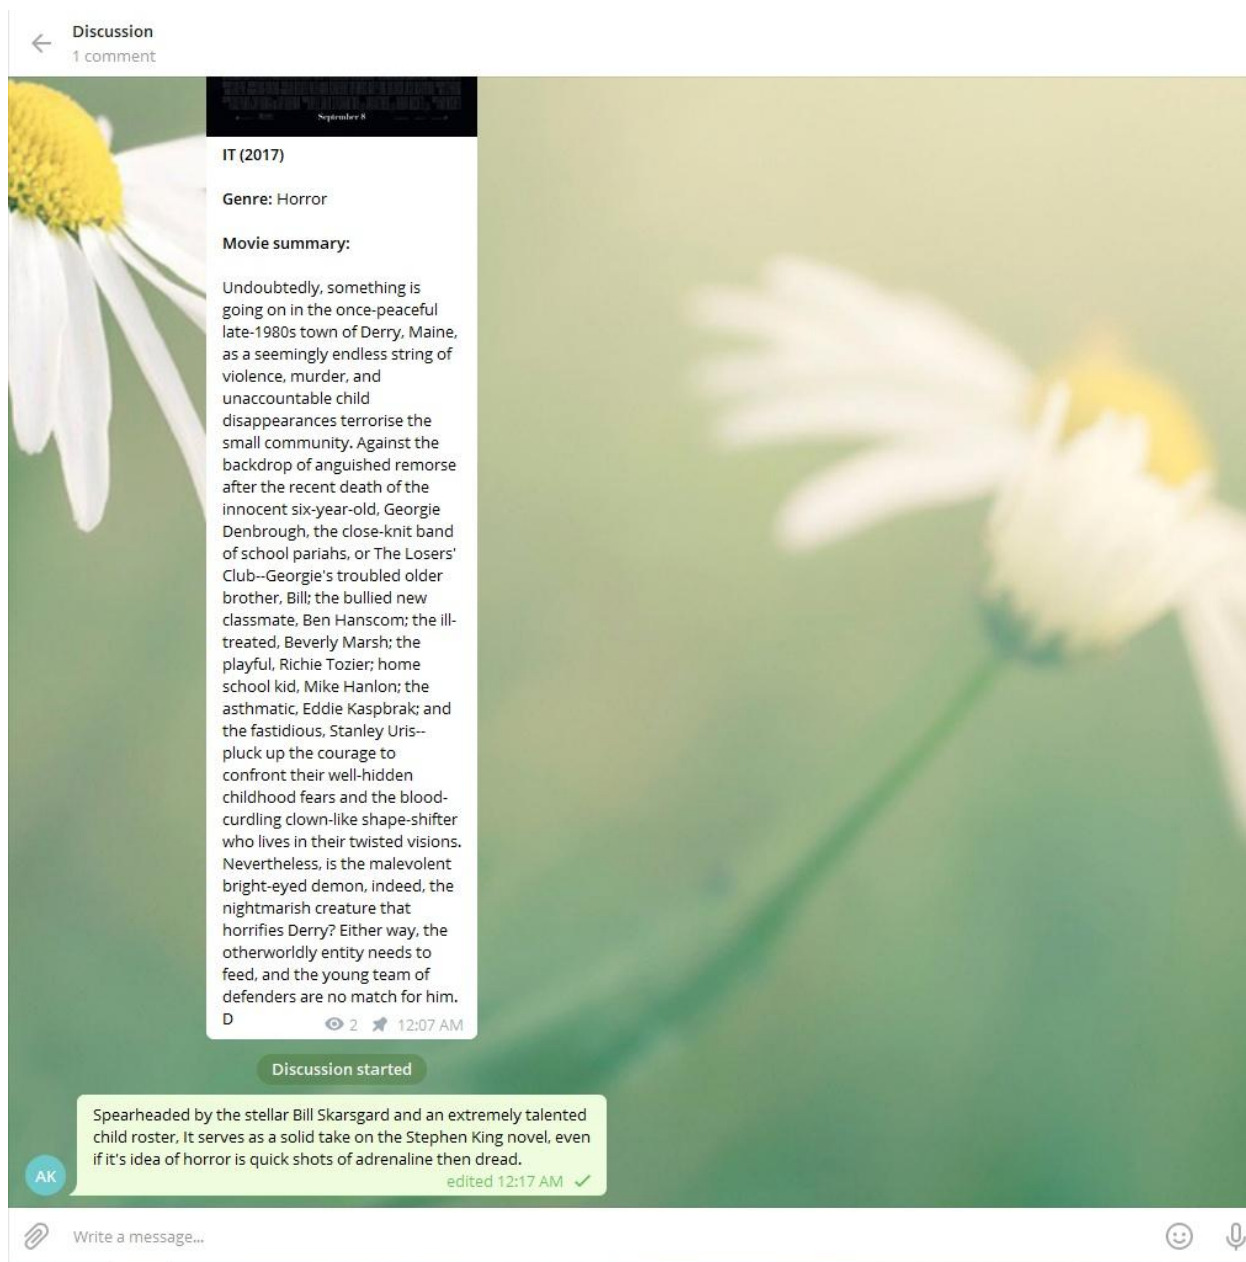 Discussion
1 comment
September 8
IT (2017)
Genre: Horror
Movie summary:
Undoubtedly, something is
going on in the once-peaceful
late-1980s town of Derry, Maine,
as a seemingly endless string of
violence, murder, and
unaccountable child
disappearances terrorise the
small community. Against the
backdrop of anguished remorse
after the recent death of the
innocent six-year-old, Georgie
Denbrough, the close-knit band
of school pariahs, or The Losers'
Club--Georgie's troubled older
brother, Bill; the bullied new
classmate, Ben Hanscom; the ill-
treated, Beverly Marsh; the
playful, Richie Tozier; home
school kid, Mike Hanlon; the
asthmatic, Eddie Kaspbrak; and
the fastidious, Stanley Uris--
pluck up the courage to
confront their well-hidden
childhood fears and the blood-
curdling clown-like shape-shifter
who lives in their twisted visions.
Nevertheless, is the malevolent
bright-eyed demon, indeed, the
nightmarish creature that
horrifies Derry? Either way, the
otherworldly entity needs to
feed, and the young team of
defenders are no match for him.
D
2 12:07 AM
Discussion started
Spearheaded by the stellar Bill Skarsgard and an extremely talented
child roster, It serves as a solid take on the Stephen King novel, even
if it's idea of horror is quick shots of adrenaline then dread.
edited 12:17 AM
AK
Write a message...